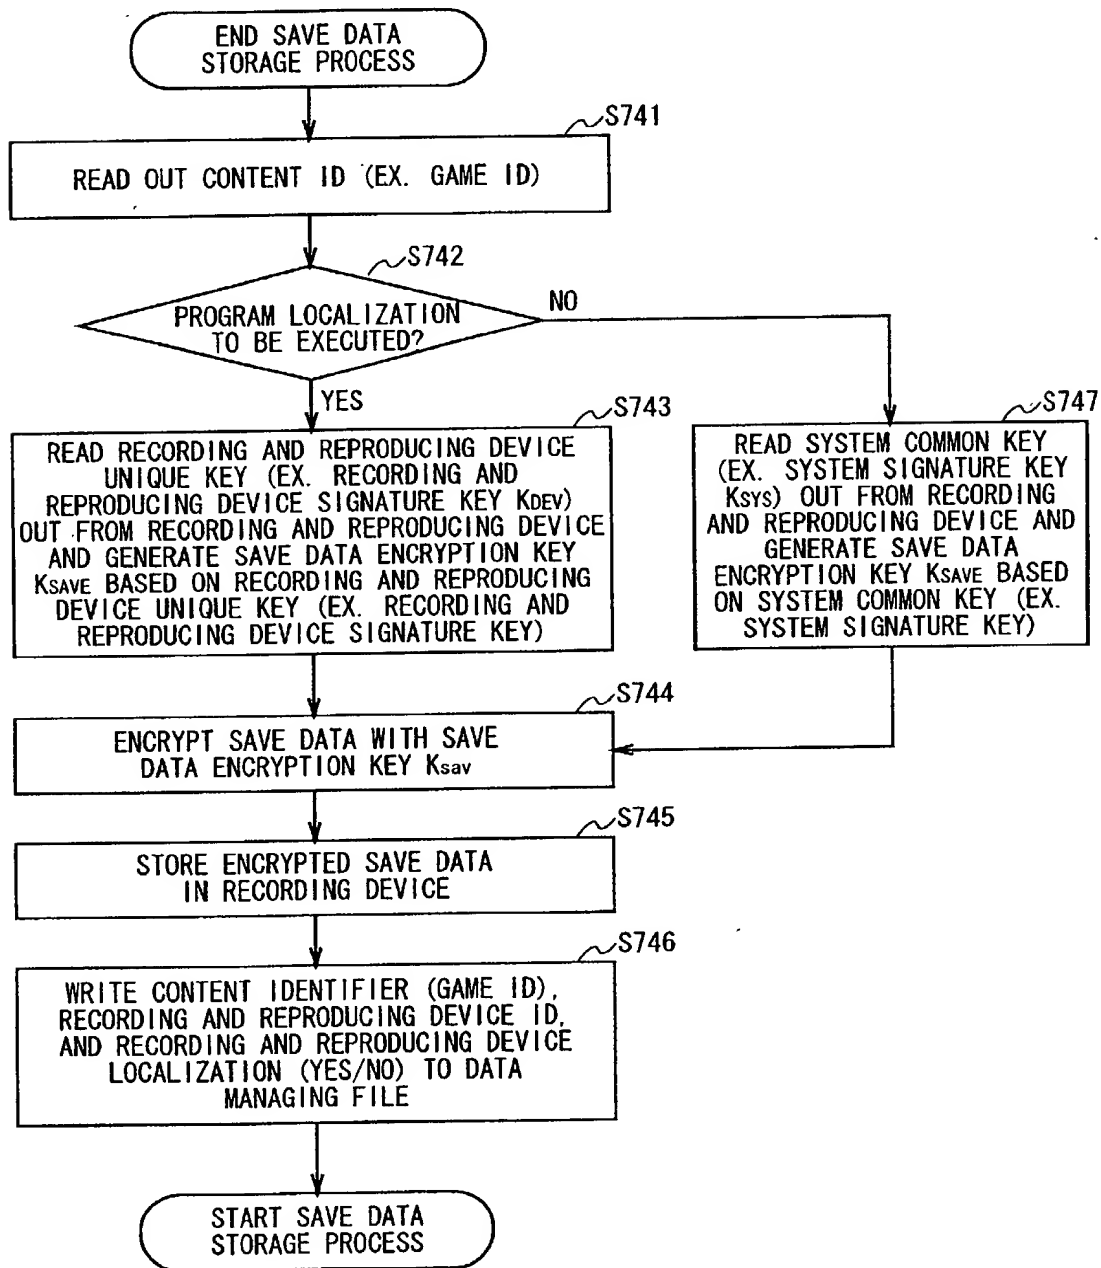 END SAVE DATA
STORAGE PROCESS
S741
READ OUT CONTENT ID (EX. GAME ID)
S742
PROGRAM LOCALIZATION
TO BE EXECUTED?
NO
YES
S743
READ RECORDING AND REPRODUCING DEVICE
UNIQUE KEY (EX. RECORDING AND
REPRODUCING DEVICE SIGNATURE KEY KDEV)
OUT FROM RECORDING AND REPRODUCING DEVICE
AND GENERATE SAVE DATA ENCRYPTION KEY
KSAVE BASED ON RECORDING AND REPRODUCING
DEVICE UNIQUE KEY (EX. RECORDING AND
REPRODUCING DEVICE SIGNATURE KEY)
S747
READ SYSTEM COMMON KEY
(EX. SYSTEM SIGNATURE KEY
KSYS) OUT FROM RECORDING
AND REPRODUCING DEVICE AND
GENERATE SAVE DATA
ENCRYPTION KEY KSAVE BASED
ON SYSTEM COMMON KEY (EX.
SYSTEM SIGNATURE KEY)
S744
ENCRYPT SAVE DATA WITH SAVE
DATA ENCRYPTION KEY Ksav
S745
STORE ENCRYPTED SAVE DATA
IN RECORDING DEVICE
S746
WRITE CONTENT IDENTIFIER (GAME ID),
RECORDING AND REPRODUCING DEVICE ID,
AND RECORDING AND REPRODUCING DEVICE
LOCALIZATION (YES/NO) TO DATA
MANAGING FILE
START SAVE DATA
STORAGE PROCESS